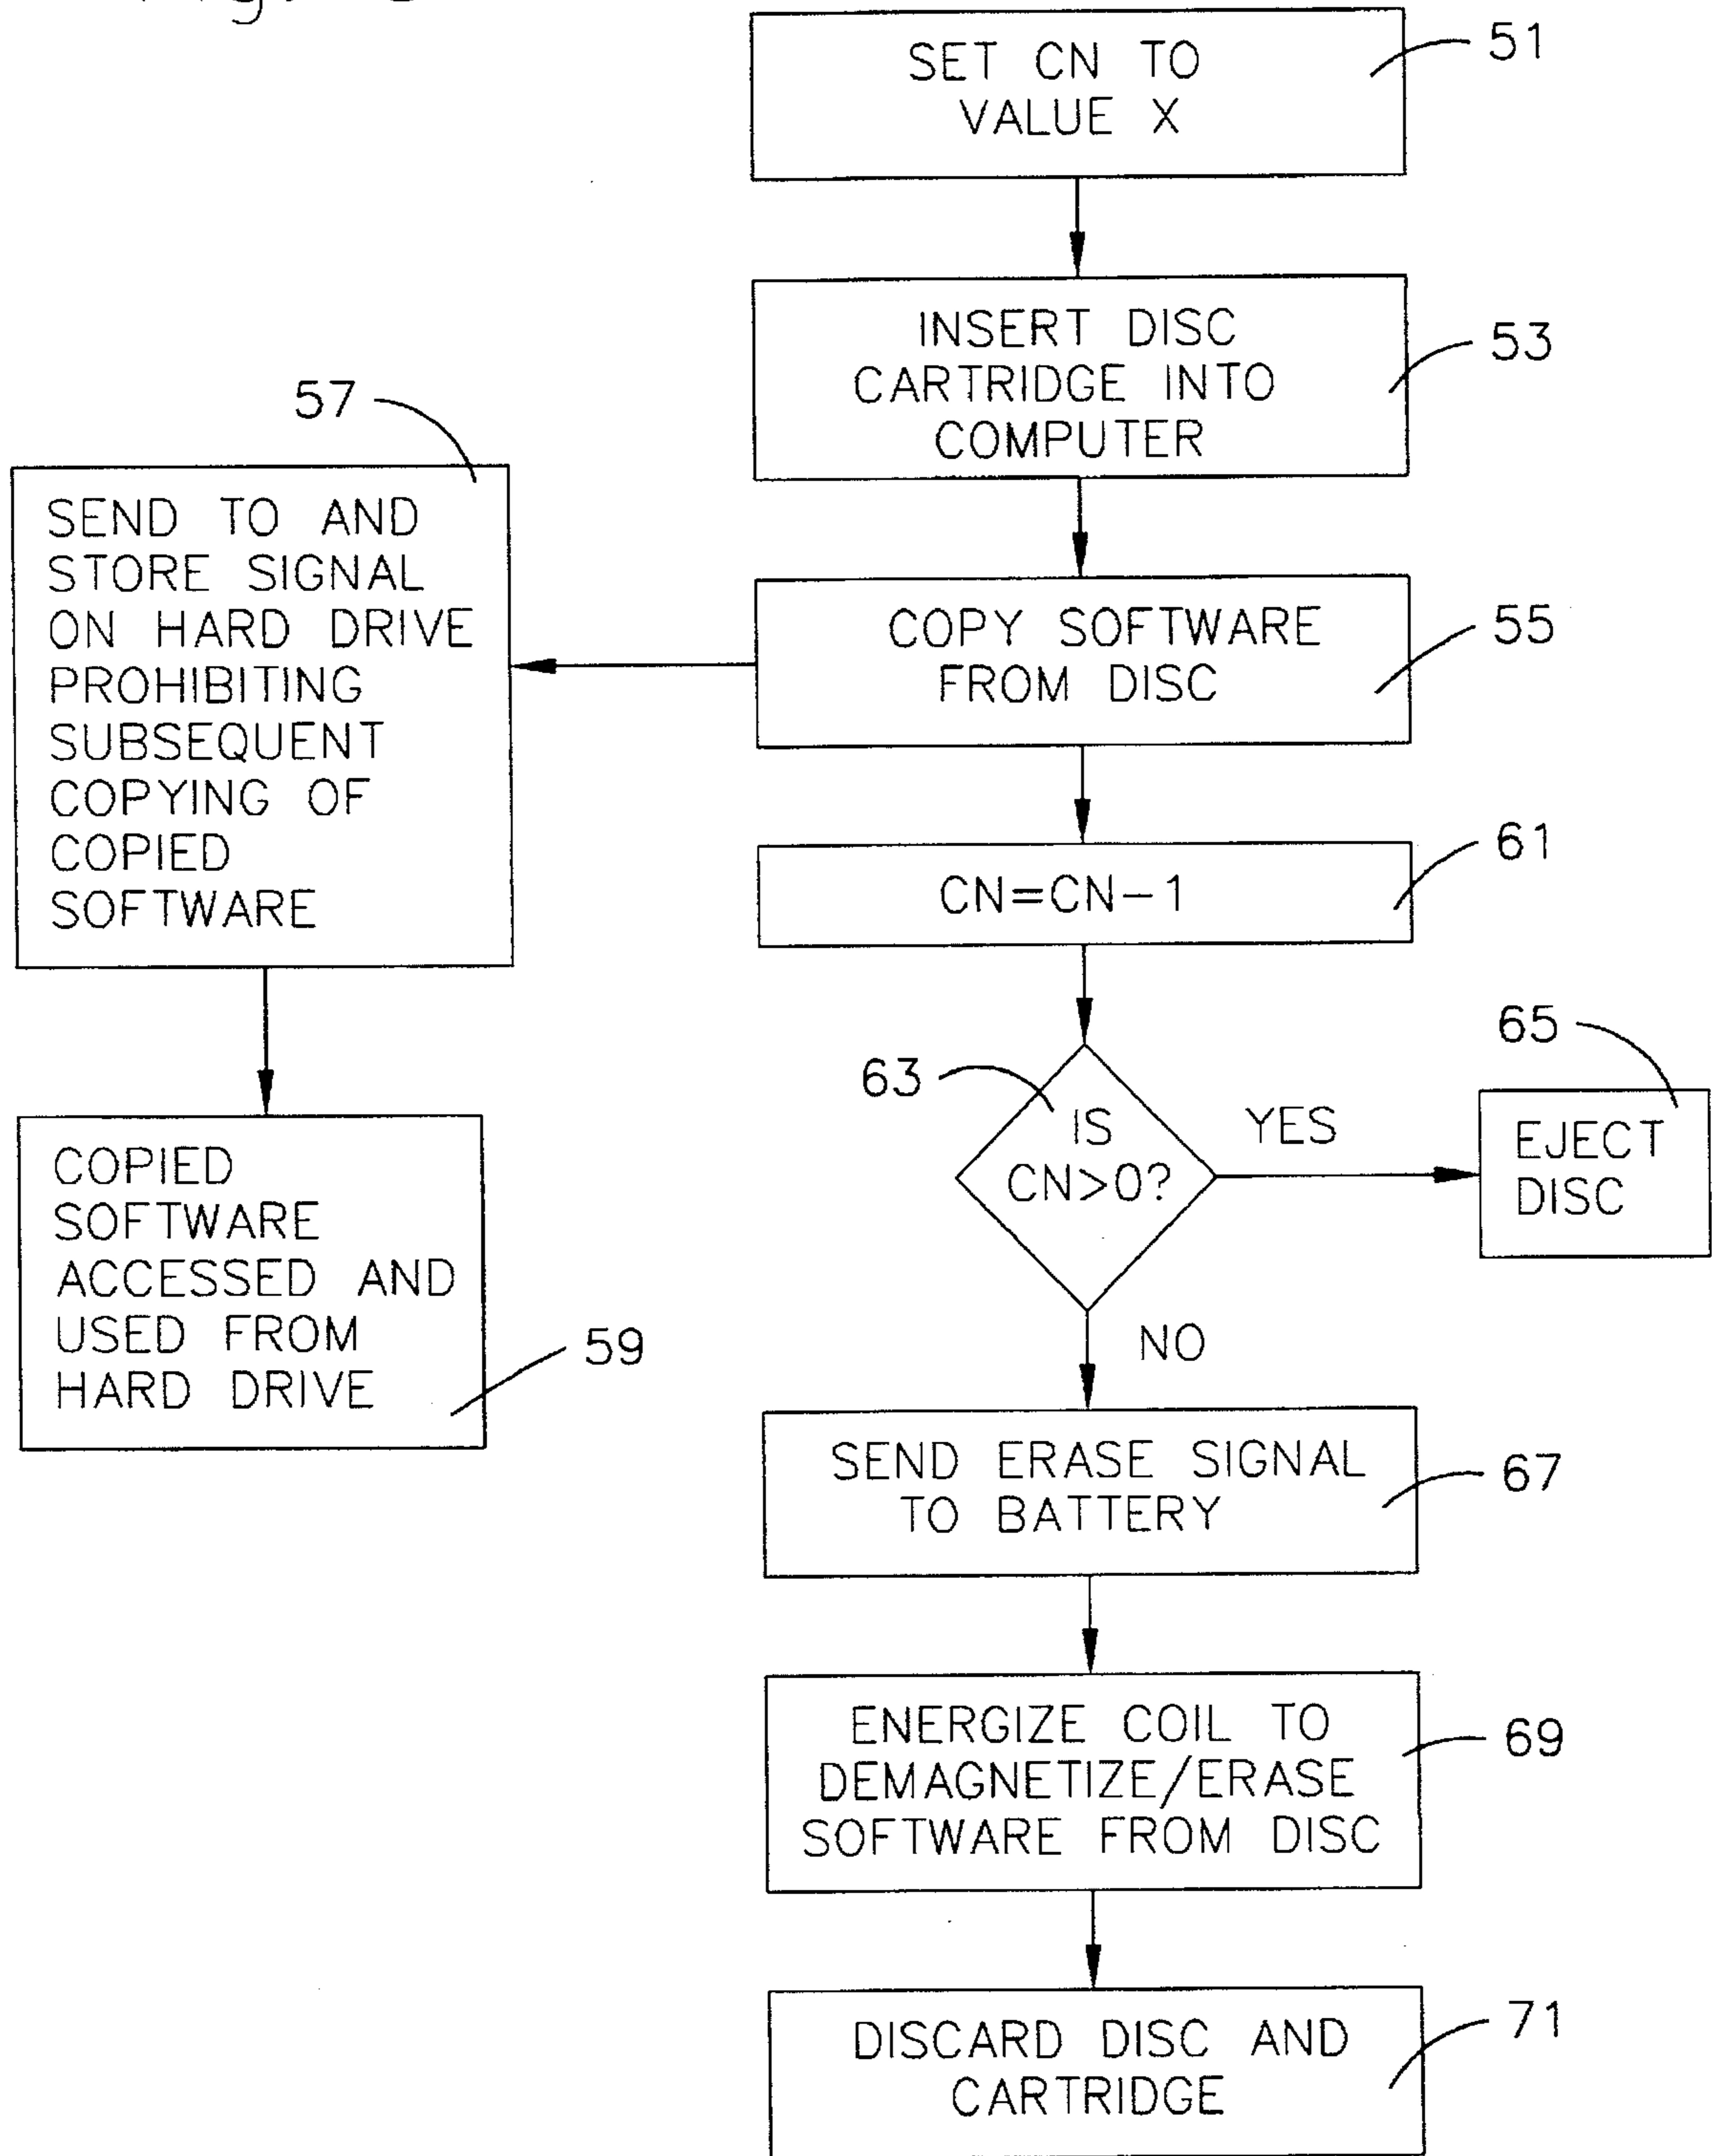 SET CN TO
VALUE X
51
INSERT DISC
CARTRIDGE INTO
COMPUTER
53
57
SEND TO AND
STORE SIGNAL
ON HARD DRIVE
PROHIBITING
SUBSEQUENT
COPYING OF
COPIED
SOFTWARE
COPY SOFTWARE
FROM DISC
55
CN=CN-1
61
63
IS
CN>0?
YES
65
EJECT
DISC
COPIED
SOFTWARE
ACCESSED AND
USED FROM
HARD DRIVE
59
NO
SEND ERASE SIGNAL
TO BATTERY
67
ENERGIZE COIL TO
DEMAGNETIZE/ERASE
SOFTWARE FROM DISC
69
DISCARD DISC AND
CARTRIDGE
71